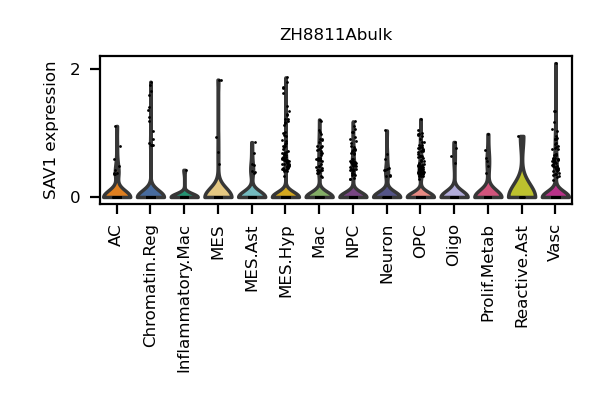 ZH8811Abulk
SAV1 expression
2
0
AC
Chromatin.Reg
Inflammatory.Mac
MES
MES.Ast
MES.Hyp
Mac
NPC
Neuron
OPC
Oligo
Prolif.Metab
Reactive.Ast
Vasc